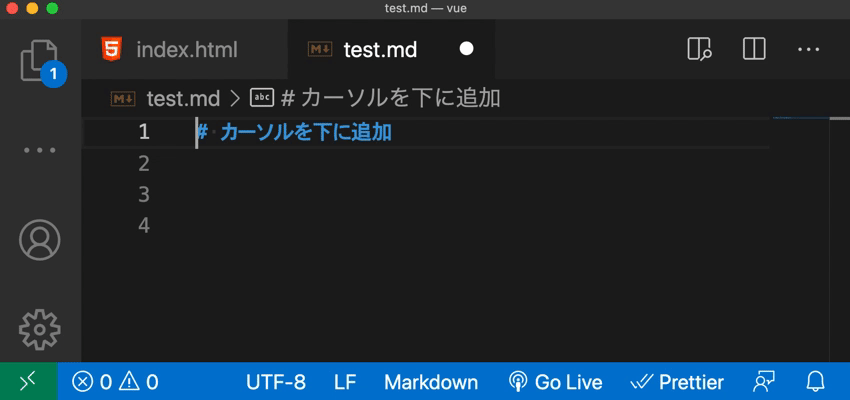 test.md — vue
index.html
test.md
test.md > # カーソルを下に追加
1 # カーソルを下に追加
2
3
4
1
0 0 UTF-8 LF Markdown Go Live Prettier